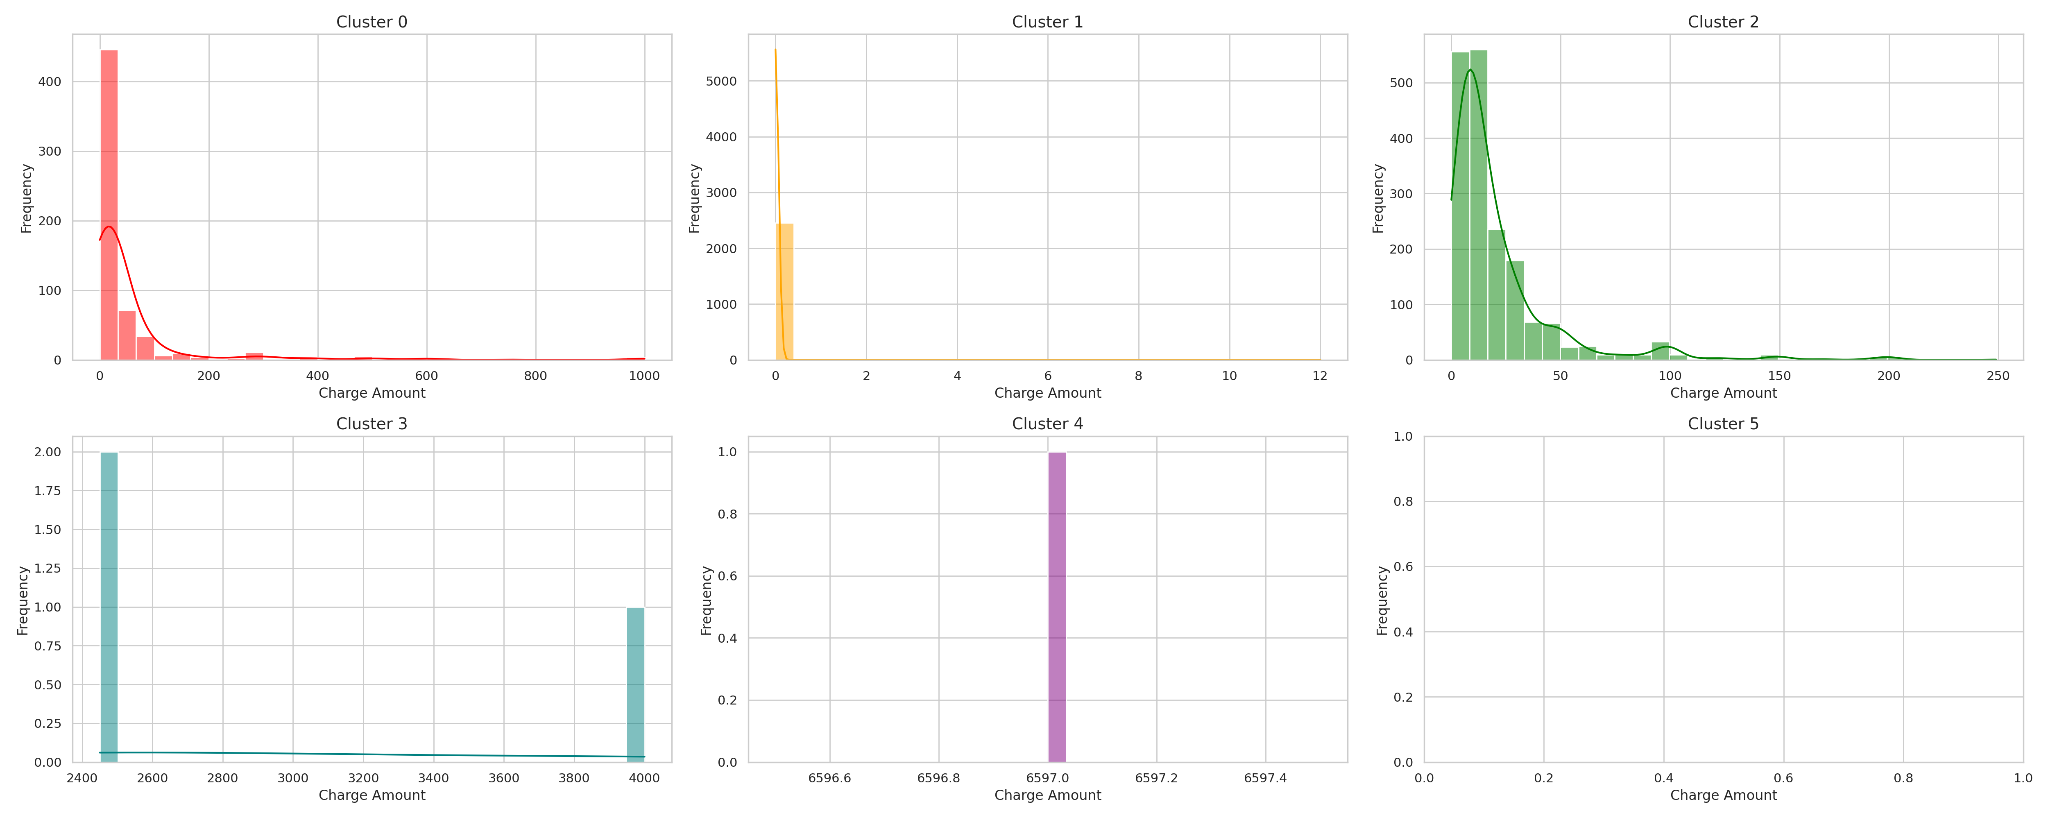 Cluster 0
Frequency
400
300
200
100
0
0 200 400 600 800 1000
Charge Amount
Cluster 1
Frequency
5000
4000
3000
2000
1000
0
0 2 4 6 8 10 12
Charge Amount
Cluster 2
Frequency
500
400
300
200
100
0
0 50 100 150 200 250
Charge Amount
Cluster 3
Frequency
2.00
1.75
1.50
1.25
1.00
0.75
0.50
0.25
0.00
2400 2600 2800 3000 3200 3400 3600 3800 4000
Charge Amount
Cluster 4
Frequency
1.0
0.8
0.6
0.4
0.2
0.0
6596.6 6596.8 6597.0 6597.2 6597.4
Charge Amount
Cluster 5
Frequency
1.0
0.8
0.6
0.4
0.2
0.0
0.0 0.2 0.4 0.6 0.8 1.0
Charge Amount